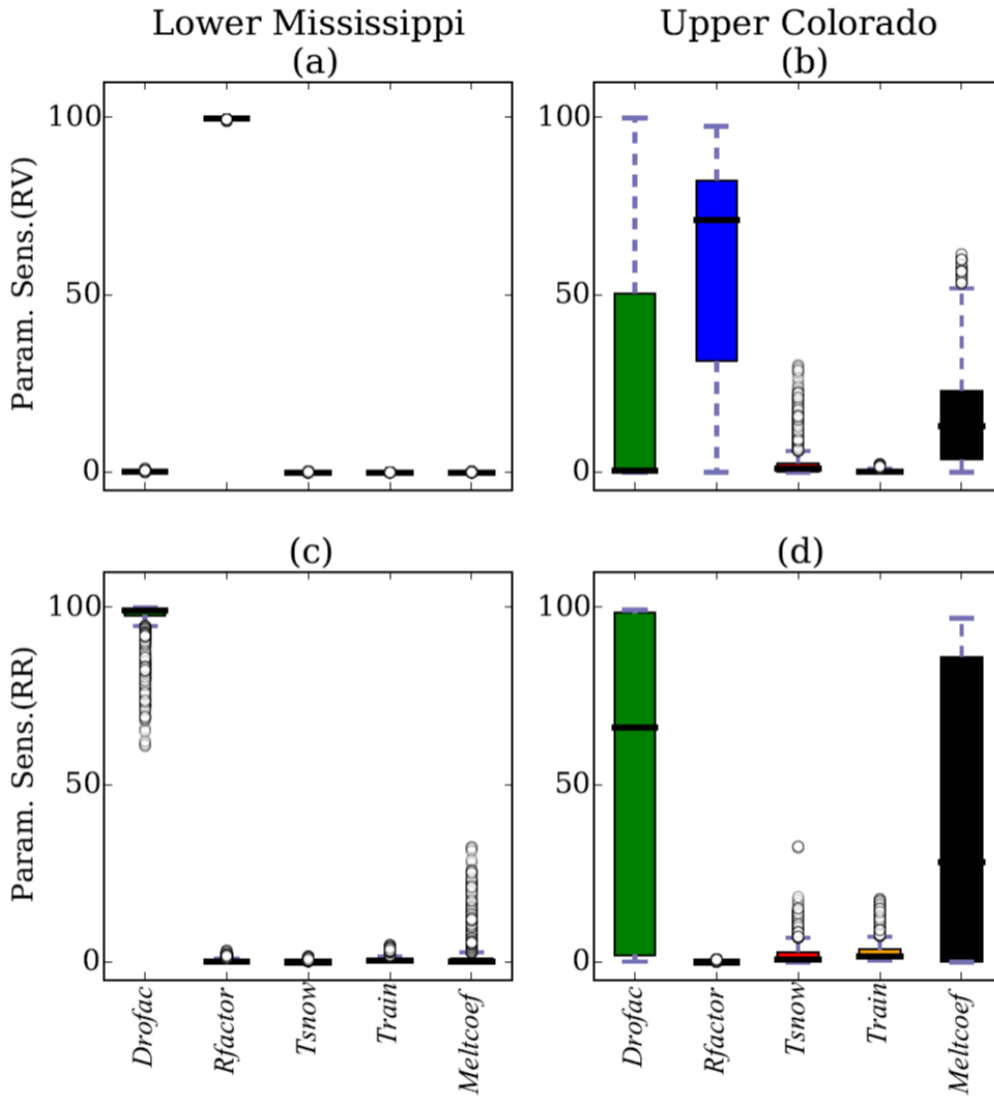 Lower Mississippi Upper Colorado
(a) (b)
Param. Sens.(RV)
100 100
50 50
0 0
(c) (d)
Param. Sens.(RR)
100 100
50 50
0 0
Drofac Rfactor Tsnow Train Meltcoef Drofac Rfactor Tsnow Train Meltcoef